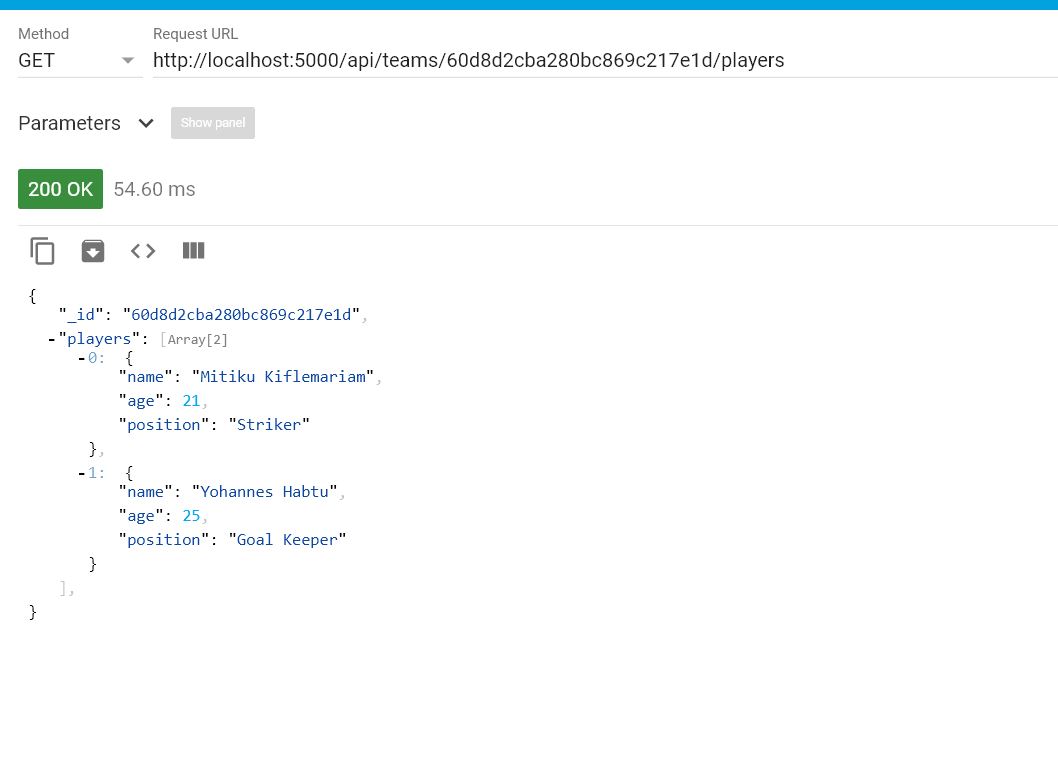 Method
Request URL
GET
http://localhost:5000/api/teams/60d8d2cba280bc869c217e1d/players
Parameters
Show panel
200 OK 54.60 ms
{
"_id": "60d8d2cba280bc869c217e1d",
-"players": [Array[2]
-0: {
"name": "Mitiku Kiflemariam",
"age": 21,
"position": "Striker"
},
-1: {
"name": "Yohannes Habtu",
"age": 25,
"position": "Goal Keeper"
}
],
}